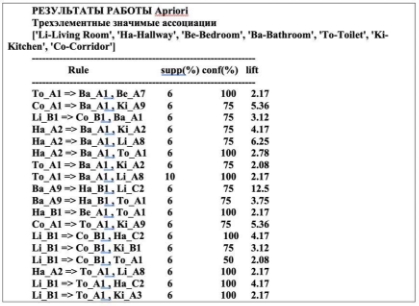 РЕЗУЛЬТАТЫ РАБОТЫ Apriori
Трехэлементные значимые ассоциации
['Li-Living Room', 'Ha-Hallway', 'Be-Bedroom', 'Ba-Bathroom', 'To-Toilet', 'Ki-
Kitchen', 'Co-Corridor']
Rule supp(%) conf(%) lift
To_A1 => Ba_A1, Be_A7 6 100 2.17
Co_A1 => Ba_A1, Ki_A9 6 75 5.36
Li_B1 => Co_B1, Ba_A1 6 75 3.12
Ha_A2 => Ba_A1, Ki_A2 6 75 4.17
Ha_A2 => Ba_A1, Li_A8 6 75 6.25
Ha_A2 => Ba_A1, To_A1 6 100 2.78
To_A1 => Ba_A1, Ki_A2 6 75 2.08
To_A1 => Ba_A1, Li_A8 10 100 2.17
Ba_A9 => Ha_B1, Li_C2 6 75 12.5
Ba_A9 => Ha_B1, To_A1 6 75 3.75
Ha_B1 => Be_A1, To_A1 6 100 2.17
Co_A1 => To_A1, Ki_A9 6 75 5.36
Li_B1 => Co_B1, Ha_C2 6 100 4.17
Li_B1 => Co_B1, Ki_B1 6 75 3.12
Li_B1 => Co_B1, To_A1 6 50 2.08
Ha_A2 => To_A1, Li_A8 6 100 2.17
Li_B1 => To_A1, Ha_C2 6 100 4.17
Li_B1 => To_A1, Ki_A3 6 100 2.17